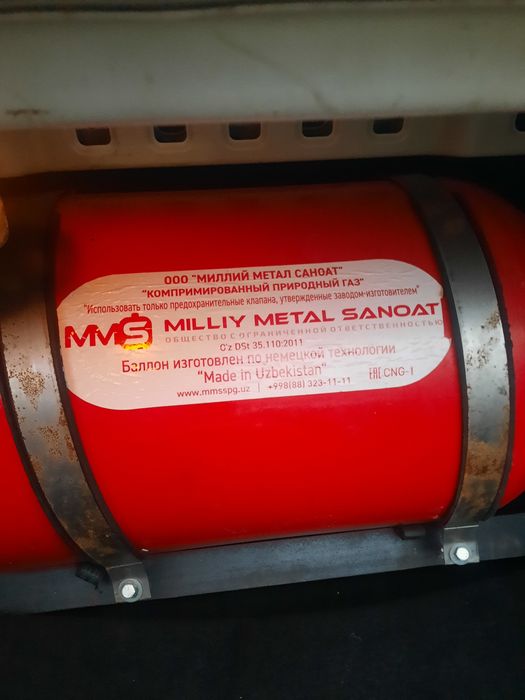 ООО "МИЛЛИЙ МЕТАЛ САНОАТ"
"КОМПРИМИРОВАННЫЙ ПРИРОДНЫЙ ГАЗ"
"Использовать только предохранительные клапана, утвержденные заводом-изготовителем"
MMS MILLIY METAL SANOAT
ОБЩЕСТВО С ОГРАНИЧЕННОЙ ОТВЕТСТВЕННОСТЬЮ
O'z DSt 35.110:2011
Баллон изготовлен по немецкой технологии
"Made in Uzbekistan"
www.mmsspg.uz | +998(88) 323-11-11 EAC CNG-I